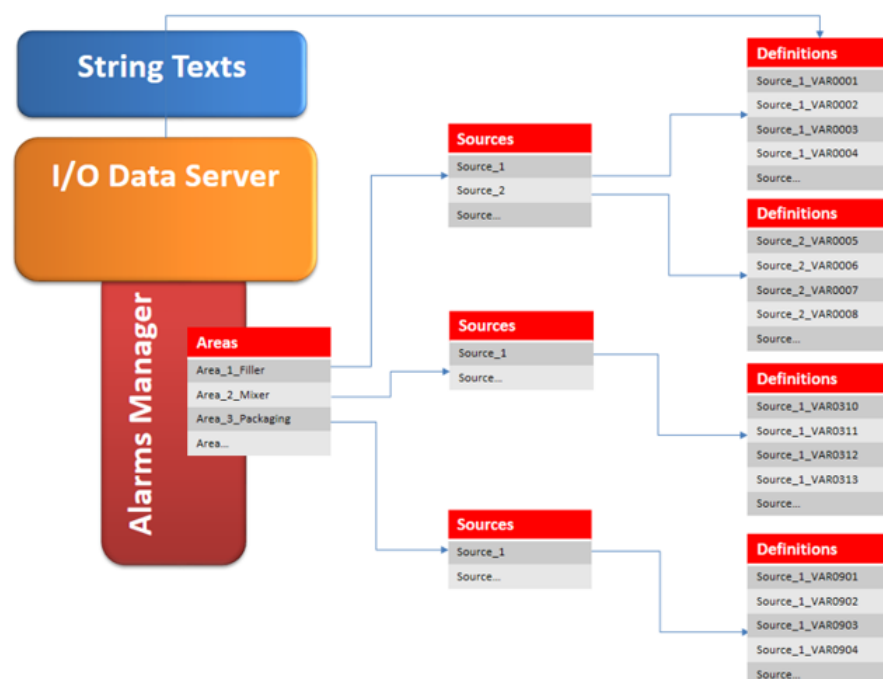 String Texts
I/O Data Server
Alarms Manager
Areas
Area_1_Filler
Area_2_Mixer
Area_3_Packaging
Area...
Sources
Source_1
Source_2
Source...
Sources
Source_1
Source...
Sources
Source_1
Source...
Definitions
Source_1_VAR0001
Source_1_VAR0002
Source_1_VAR0003
Source_1_VAR0004
Source...
Definitions
Source_2_VAR0005
Source_2_VAR0006
Source_2_VAR0007
Source_2_VAR0008
Source...
Definitions
Source_1_VAR0310
Source_1_VAR0311
Source_1_VAR0312
Source_1_VAR0313
Source...
Definitions
Source_1_VAR0901
Source_1_VAR0902
Source_1_VAR0903
Source_1_VAR0904
Source...